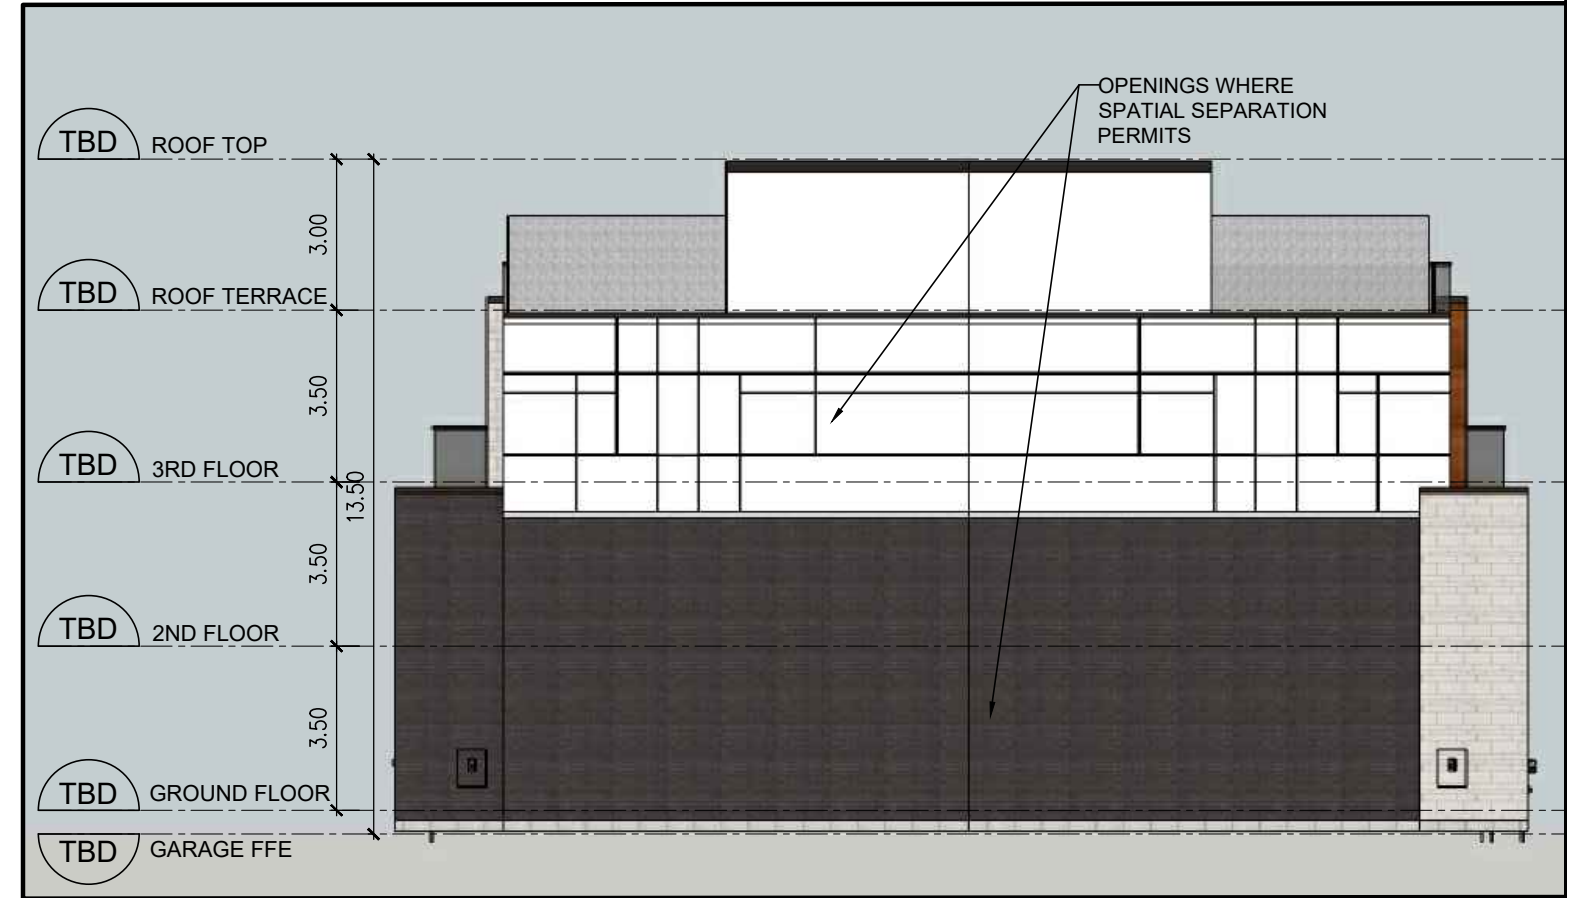 OPENINGS WHERE
SPATIAL SEPARATION
PERMITS
TBD ROOF TOP
3.00
TBD ROOF TERRACE
3.50
TBD 3RD FLOOR
13.50
3.50
TBD 2ND FLOOR
3.50
TBD GROUND FLOOR
TBD GARAGE FFE